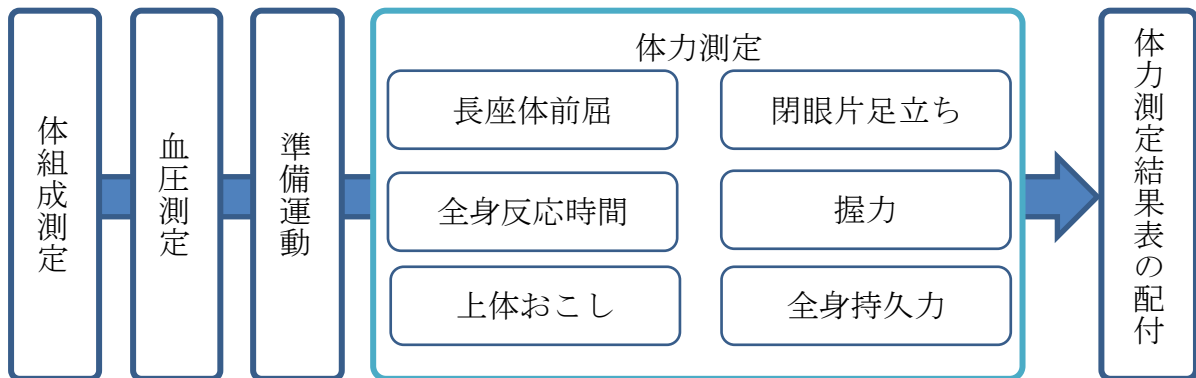 体組成測定
血圧測定
準備運動
体力測定
長座体前屈
閉眼片足立ち
全身反応時間
握力
上体おこし
全身持久力
体力測定結果表の配付